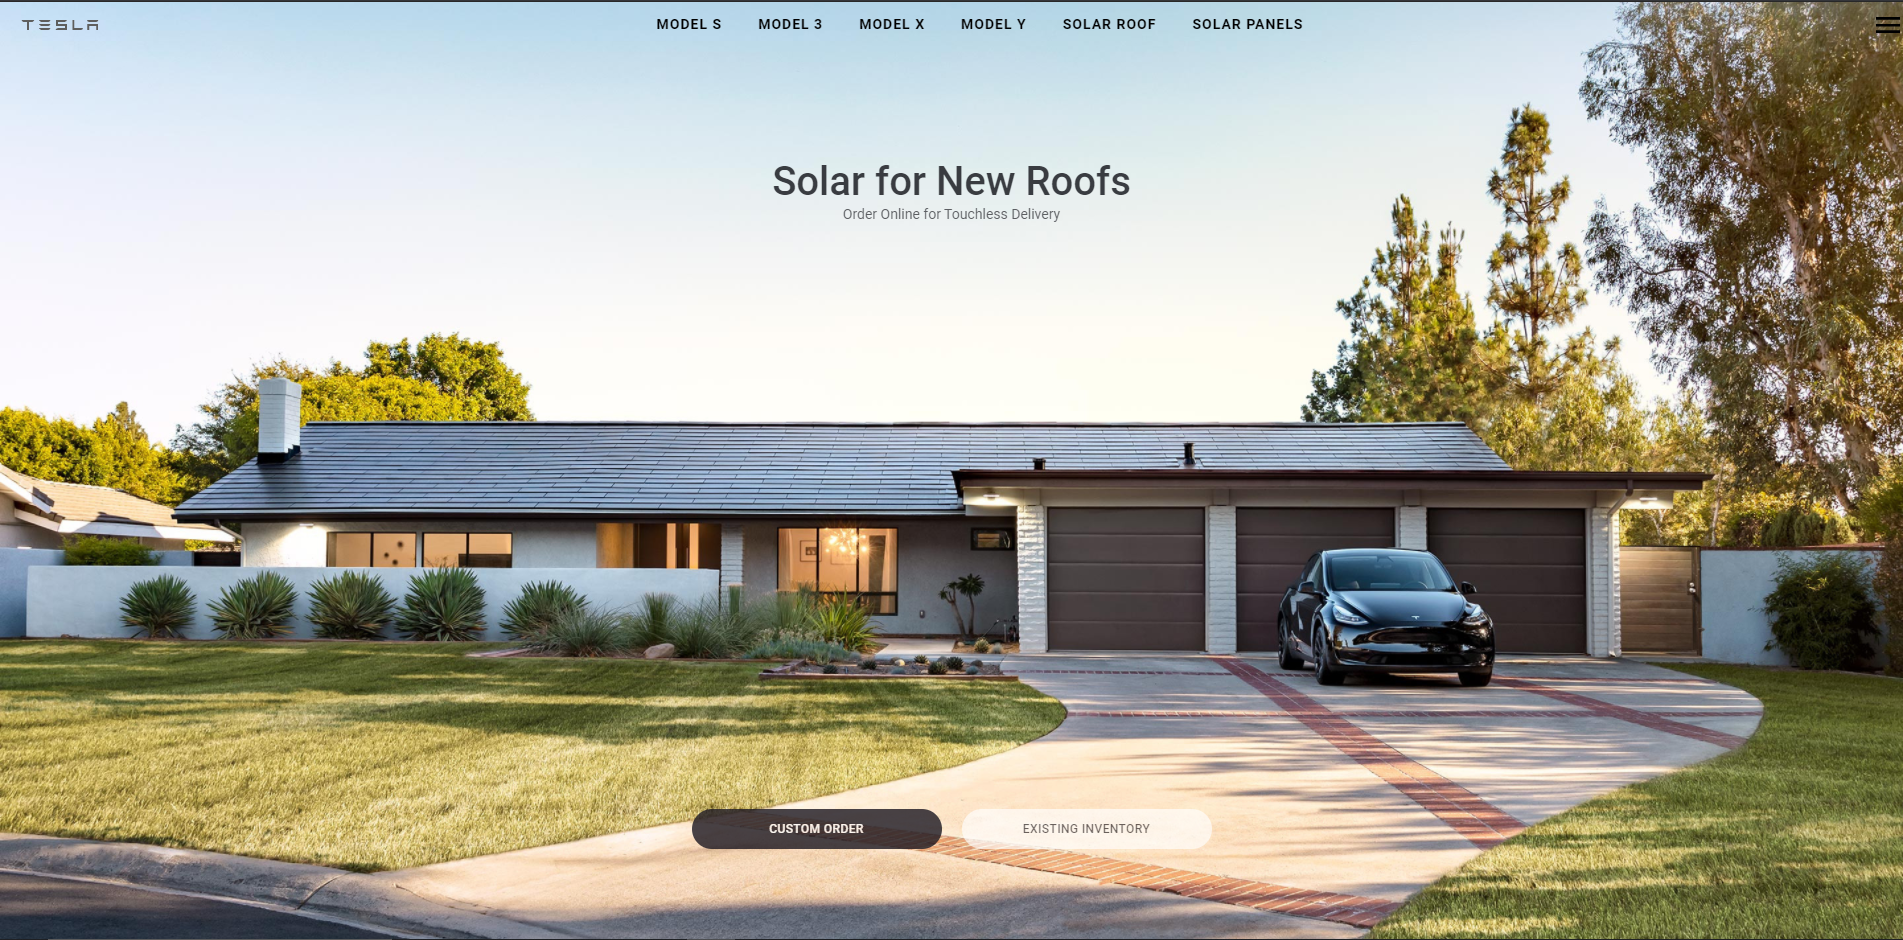 TESLA
MODEL S MODEL 3 MODEL X MODEL Y SOLAR ROOF SOLAR PANELS
Solar for New Roofs
Order Online for Touchless Delivery
CUSTOM ORDER EXISTING INVENTORY